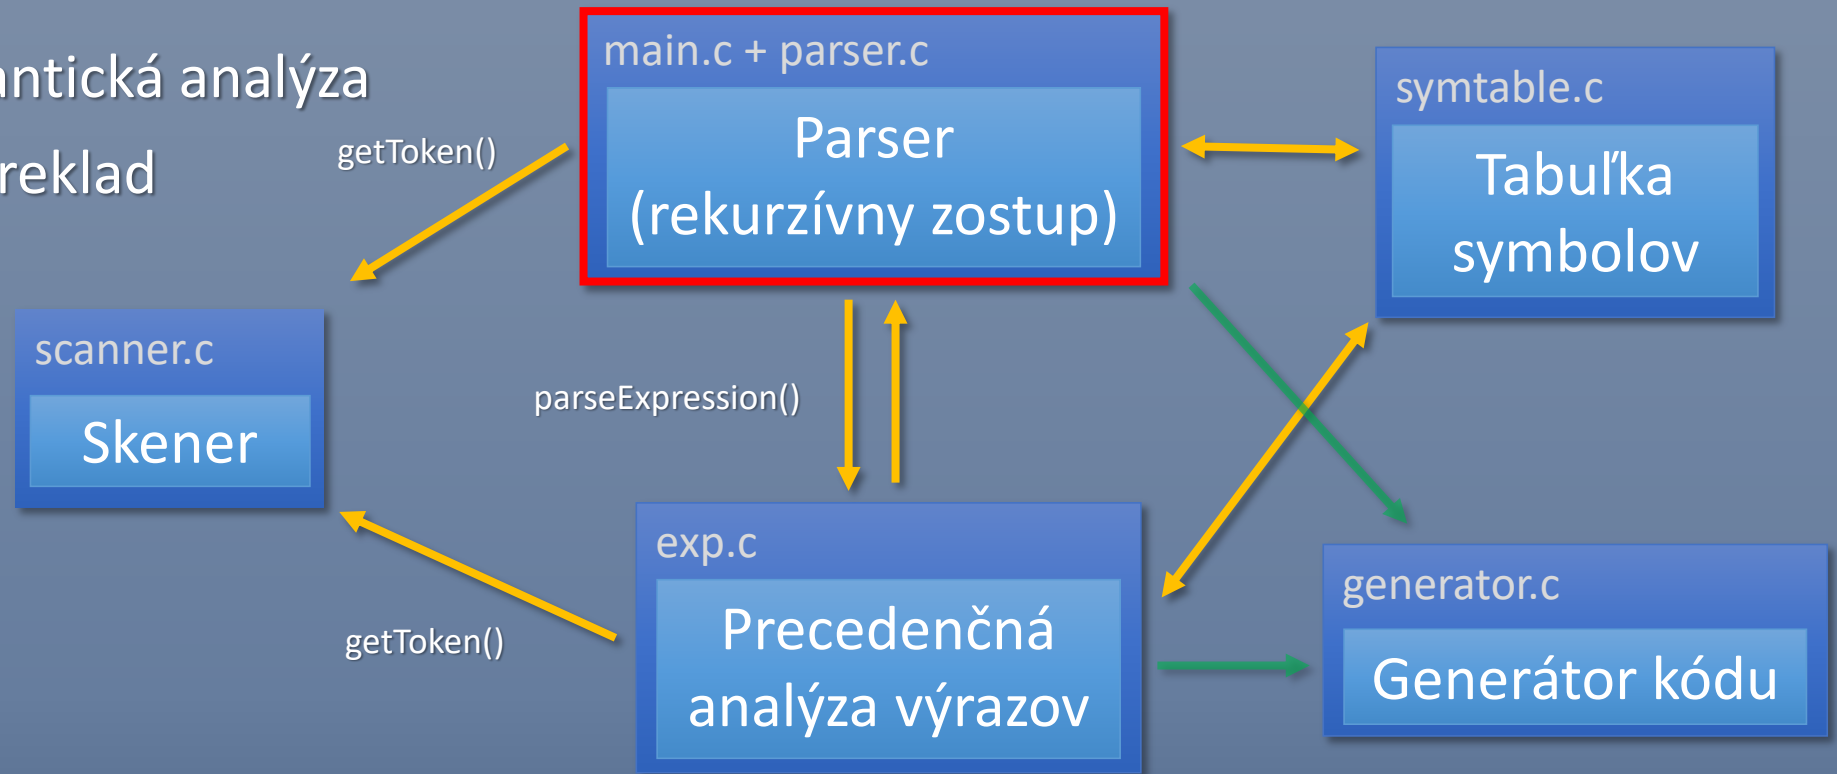 antická analýza
reklad
main.c + parser.c
Parser
(rekurzívny zostup)
symtable.c
Tabuľka
symbolov
getToken()
scanner.c
Skener
parseExpression()
exp.c
Precedenčná
analýza výrazov
getToken()
generator.c
Generátor kódu